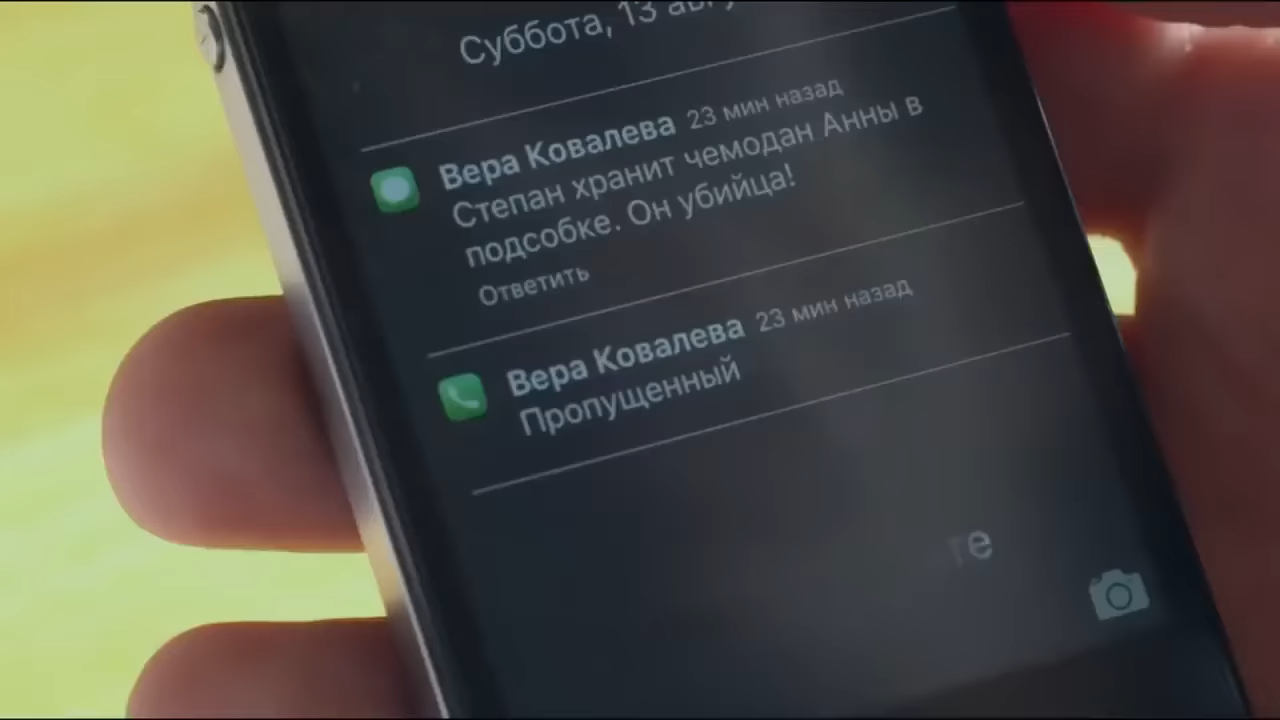 Суббота, 13 авгу
Вера Ковалева 23 мин назад
Степан хранит чемодан Анны в
подсобке. Он убийца!
Ответить
Вера Ковалева 23 мин назад
Пропущенный
те